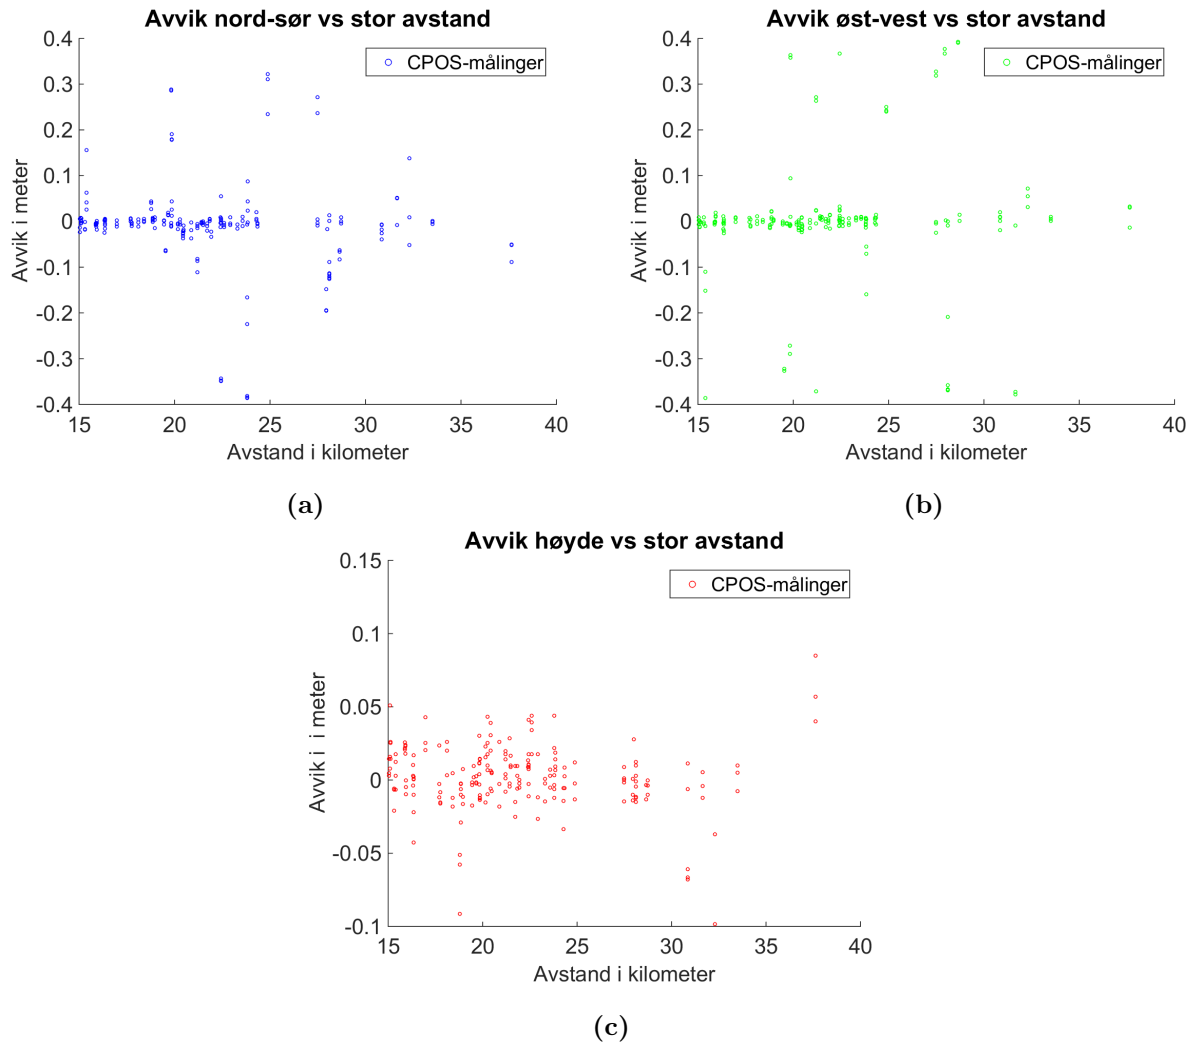 Avvik nord-sør vs stor avstand
CPOS-målinger
0.4
0.3
0.2
0.1
0
-0.1
-0.2
-0.3
-0.4
Avvik i meter
15 20 25 30 35 40
Avstand i kilometer
(a)
Avvik øst-vest vs stor avstand
CPOS-målinger
0.4
0.3
0.2
0.1
0
-0.1
-0.2
-0.3
-0.4
Avvik i meter
15 20 25 30 35 40
Avstand i kilometer
(b)
Avvik høyde vs stor avstand
CPOS-målinger
0.15
0.1
0.05
0
-0.05
-0.1
Avvik i i meter
15 20 25 30 35 40
Avstand i kilometer
(c)